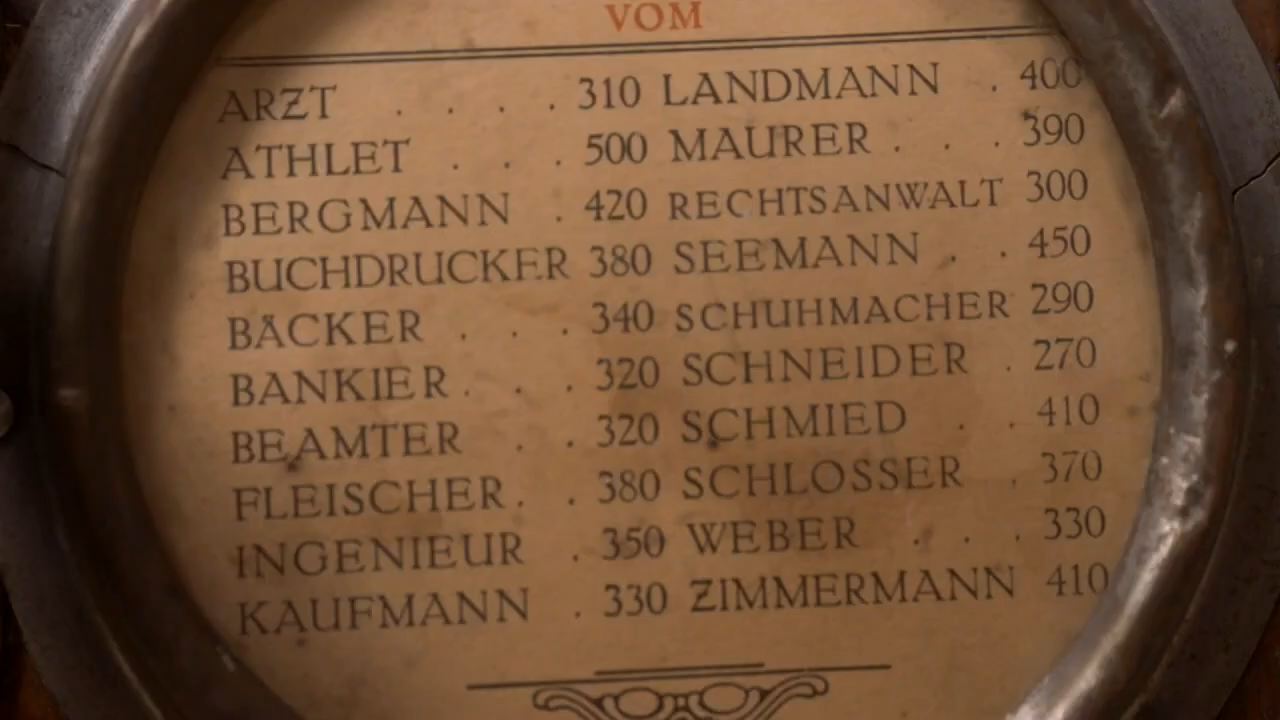 VOM
ARZT . . . . 310 LANDMANN . 400
ATHLET . . . 500 MAURER . . . 390
BERGMANN . 420 RECHTSANWALT 300
BUCHDRUCKER 380 SEEMANN . . 450
BÄCKER . . . 340 SCHUHMACHER 290
BANKIER . . . 320 SCHNEIDER . 270
BEAMTER . . 320 SCHMIED . . 410
FLEISCHER . . 380 SCHLOSSER . 370
INGENIEUR . 350 WEBER . . . 330
KAUFMANN . 330 ZIMMERMANN 410